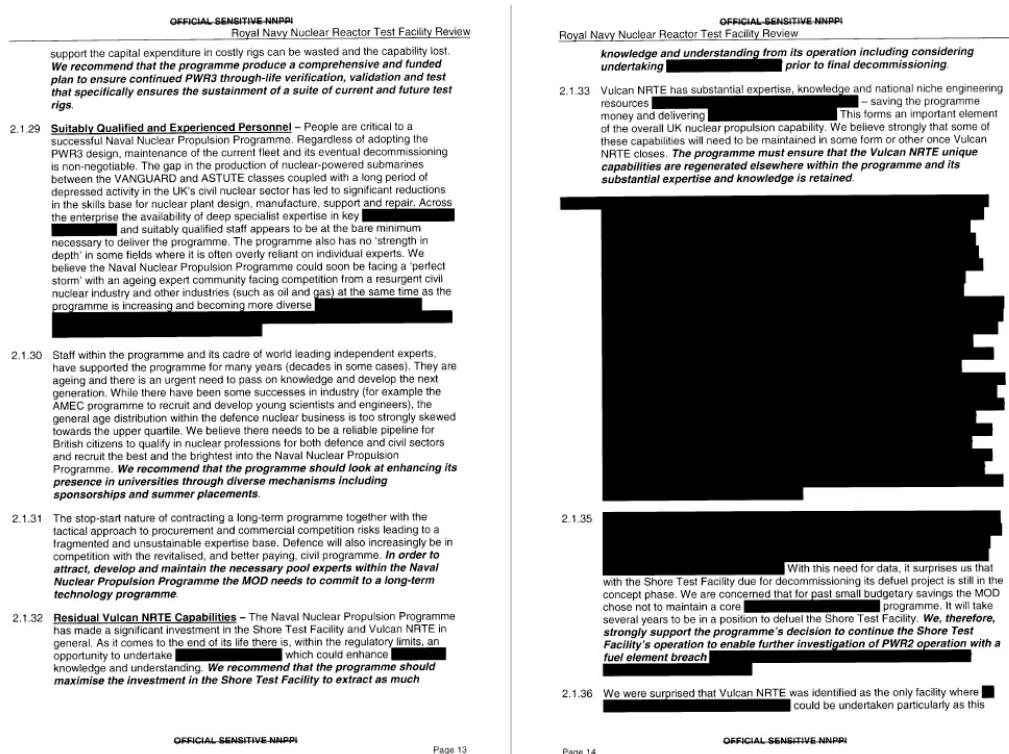 OFFICIAL SENSITIVE NNPPI
Royal Navy Nuclear Reactor Test Facility Review
support the capital expenditure in costly rigs can be wasted and the capability lost.
We recommend that the programme produce a comprehensive and funded
plan to ensure continued PWR3 through-life verification, validation and test
that specifically ensures the sustainment of a suite of current and future test
rigs.
2.1.29 Suitably Qualified and Experienced Personnel – People are critical to a
successful Naval Nuclear Propulsion Programme. Regardless of adopting the
PWR3 design, maintenance of the current fleet and its eventual decommissioning
is non-negotiable. The gap in the production of nuclear-powered submarines
between the VANGUARD and ASTUTE classes coupled with a long period of
depressed activity in the UK's civil nuclear sector has led to significant reductions
in the skills base for nuclear plant design, manufacture, support and repair. Across
the enterprise the availability of deep specialist expertise in key
and suitably qualified staff appears to be at the bare minimum
necessary to deliver the programme. The programme also has no 'strength in
depth' in some fields where it is often overly reliant on individual experts. We
believe the Naval Nuclear Propulsion Programme could soon be facing a 'perfect
storm' with an ageing expert community facing competition from a resurgent civil
nuclear industry and other industries (such as oil and gas) at the same time as the
programme is increasing and becoming more diverse
2.1.30 Staff within the programme and its cadre of world leading independent experts,
have supported the programme for many years (decades in some cases). They are
ageing and there is an urgent need to pass on knowledge and develop the next
generation. While there have been some successes in industry (for example the
AMEC programme to recruit and develop young scientists and engineers), the
general age distribution within the defence nuclear business is too strongly skewed
towards the upper quartile. We believe there needs to be a reliable pipeline for
British citizens to qualify in nuclear professions for both defence and civil sectors
and recruit the best and the brightest into the Naval Nuclear Propulsion
Programme. We recommend that the programme should look at enhancing its
presence in universities through diverse mechanisms including
sponsorships and summer placements.
2.1.31 The stop-start nature of contracting a long-term programme together with the
tactical approach to procurement and commercial competition risks leading to a
fragmented and unsustainable expertise base. Defence will also increasingly be in
competition with the revitalised, and better paying, civil programme. In order to
attract, develop and maintain the necessary pool experts within the Naval
Nuclear Propulsion Programme the MOD needs to commit to a long-term
technology programme.
2.1.32 Residual Vulcan NRTE Capabilities – The Naval Nuclear Propulsion Programme
has made a significant investment in the Shore Test Facility and Vulcan NRTE in
general. As it comes to the end of its life there is, within the regulatory limits, an
opportunity to undertake which could enhance
knowledge and understanding. We recommend that the programme should
maximise the investment in the Shore Test Facility to extract as much
OFFICIAL SENSITIVE NNPPI
Page 13
OFFICIAL SENSITIVE NNPPI
Royal Navy Nuclear Reactor Test Facility Review
knowledge and understanding from its operation including considering
undertaking prior to final decommissioning.
2.1.33 Vulcan NRTE has substantial expertise, knowledge and national niche engineering
resources – saving the programme
money and delivering This forms an important element
of the overall UK nuclear propulsion capability. We believe strongly that some of
these capabilities will need to be maintained in some form or other once Vulcan
NRTE closes. The programme must ensure that the Vulcan NRTE unique
capabilities are regenerated elsewhere within the programme and its
substantial expertise and knowledge is retained.
2.1.35
With this need for data, it surprises us that
with the Shore Test Facility due for decommissioning its defuel project is still in the
concept phase. We are concerned that for past small budgetary savings the MOD
chose not to maintain a core programme. It will take
several years to be in a position to defuel the Shore Test Facility. We, therefore,
strongly support the programme's decision to continue the Shore Test
Facility's operation to enable further investigation of PWR2 operation with a
fuel element breach
2.1.36 We were surprised that Vulcan NRTE was identified as the only facility where
could be undertaken particularly as this
OFFICIAL SENSITIVE NNPPI
Page 14